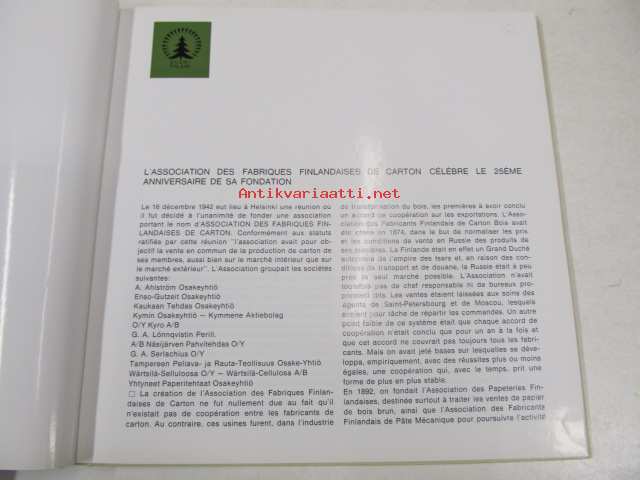 L'ASSOCIATION DES FABRIQUES FINLANDAISES DE CARTON CÉLÈBRE LE 25ÈME
ANNIVERSAIRE DE SA FONDATION
Antikvariaatti.net
Le 16 décembre 1942 eut lieu à Helsinki une réunion où
il fut décidé à l'unanimité de fonder une association
portant le nom d'ASSOCIATION DES FABRIQUES FIN-
LANDAISES DE CARTON. Conformément aux statuts
ratifiés par cette réunion "l'association avait pour ob-
jectif la vente en commun de la production de carton de
ses membres, aussi bien sur le marché intérieur que sur
le marché extérieur". L'Association groupait les sociétés
suivantes:
A. Ahlström Osakeyhtiö
Enso-Gutzeit Osakeyhtiö
Kaukaan Tehdas Osakeyhtiö
Kymin Osakeyhtiö — Kymmene Aktiebolag
O/Y Kyro A/B
G. A. Lönnqvistin Perill.
A/B Näsijärven Pahvitehdas O/Y
G. A. Serlachius O/Y
Tampereen Pellava- ja Rauta-Teollisuus Osake-Yhtiö
Wärtsilä-Selluloosa O/Y — Wärtsilä-Cellulosa A/B
Yhtyneet Paperitehtaat Osakeyhtiö
□ La création de l'Association des Fabriques Finlan-
daises de Carton ne fut nullement due au fait qu'il
n'existait pas de coopération entre les fabricants de
carton. Au contraire, ces usines furent, dans l'industrie
de transformation du bois, les premières à avoir conclu
un accord de coopération sur les exportations. L'Asso-
ciation des Fabricants Finlandais de Carton Bois avait
été créée en 1874, dans le but de normaliser les prix
et les conditions de vente en Russie des produits de
ses membres. La Finlande était en effet un Grand Duché
autonome de l'empire des tsars et, en raison des con-
ditions de transport et de douane, la Russie était à peu
près le seul marché possible. L'Association n'avait
toutefois pas de chef responsable ni de bureaux pro-
prement dits. Les ventes étaient laissées aux soins des
agents de Saint-Petersbourg et de Moscou, lesquels
avaient pour tâche de répartir les commandes. Un autre
point faible de ce système était que chaque accord de
coopération n'était conclu que pour un an à la fois et
que cet accord ne couvrait pas toujours tous les fabri-
cants. Mais on avait jeté bases sur lesquelles se déve-
loppa, empiriquement, avec des réussites plus ou moins
égales, une coopération qui, avec le temps, prit une
forme de plus en plus stable.
En 1892, on fondait l'Association des Papeteries Fin-
landaises, destinée surtout à traiter les ventes de papier
de bois brun, ainsi que l'Association des Fabricants
Finlandais de Pâte Mécanique pour poursuivre l'activité